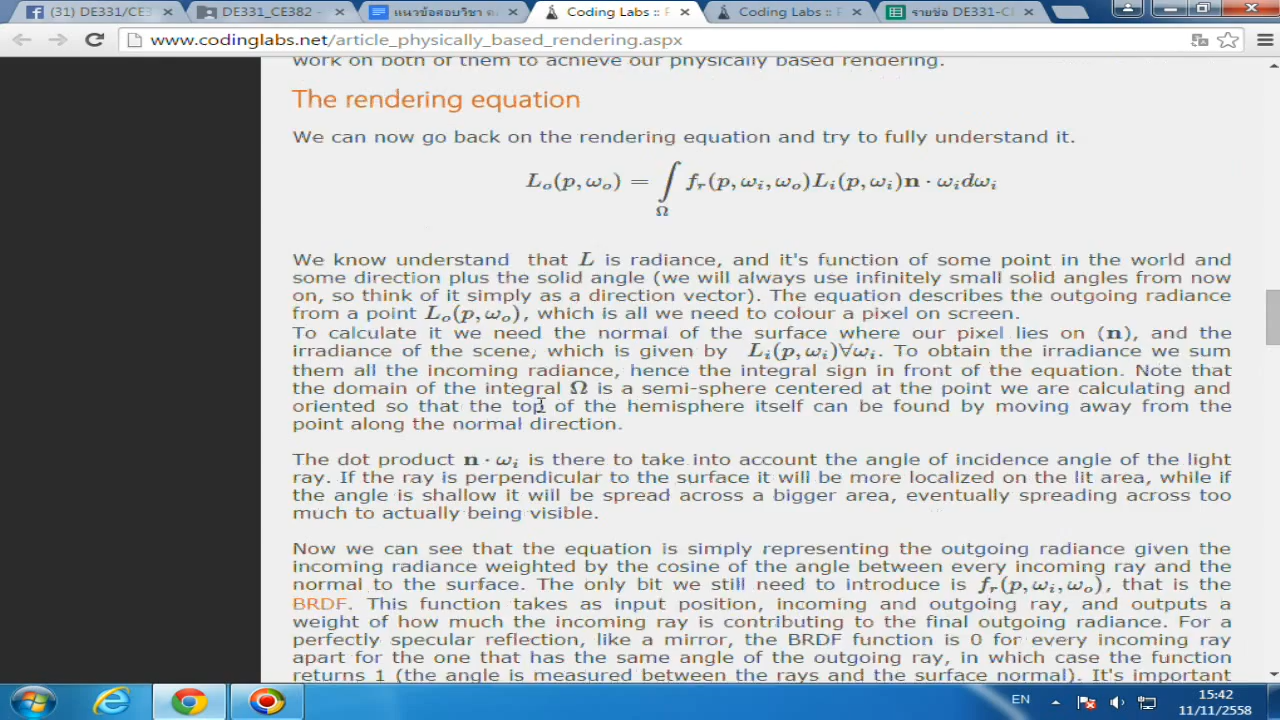 (31) DE331/CE3
DE331_CE382 -
แนวข้อสอบวิชา
Coding Labs :: F
Coding Labs :: F
รายชื่อ DE331-C
www.codinglabs.net/article_physically_based_rendering.aspx
work on both of them to achieve our physically based rendering.
The rendering equation
We can now go back on the rendering equation and try to fully understand it.
Lₒ(p, ωₒ) = ∫ fᵣ(p, ωᵢ, ωₒ)Lᵢ(p, ωᵢ)n · ωᵢdωᵢ
Ω
We know understand that L is radiance, and it's function of some point in the world and
some direction plus the solid angle (we will always use infinitely small solid angles from now
on, so think of it simply as a direction vector). The equation describes the outgoing radiance
from a point Lₒ(p, ωₒ), which is all we need to colour a pixel on screen.
To calculate it we need the normal of the surface where our pixel lies on (n), and the
irradiance of the scene, which is given by Lᵢ(p, ωᵢ)∀ωᵢ. To obtain the irradiance we sum
them all the incoming radiance, hence the integral sign in front of the equation. Note that
the domain of the integral Ω is a semi-sphere centered at the point we are calculating and
oriented so that the top of the hemisphere itself can be found by moving away from the
point along the normal direction.
The dot product n · ωᵢ is there to take into account the angle of incidence angle of the light
ray. If the ray is perpendicular to the surface it will be more localized on the lit area, while if
the angle is shallow it will be spread across a bigger area, eventually spreading across too
much to actually being visible.
Now we can see that the equation is simply representing the outgoing radiance given the
incoming radiance weighted by the cosine of the angle between every incoming ray and the
normal to the surface. The only bit we still need to introduce is fᵣ(p, ωᵢ, ωₒ), that is the
BRDF. This function takes as input position, incoming and outgoing ray, and outputs a
weight of how much the incoming ray is contributing to the final outgoing radiance. For a
perfectly specular reflection, like a mirror, the BRDF function is 0 for every incoming ray
apart for the one that has the same angle of the outgoing ray, in which case the function
returns 1 (the angle is measured between the rays and the surface normal). It's important
EN
15:42
11/11/2558